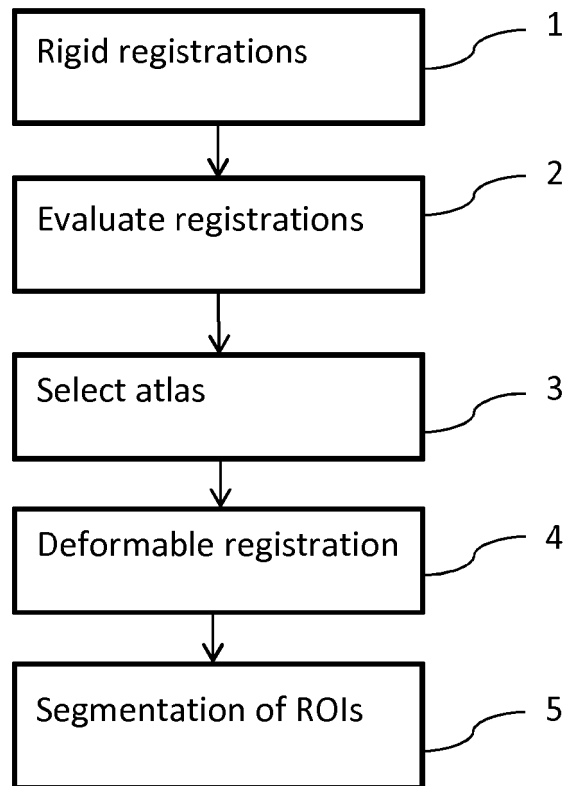 Rigid registrations
1
Evaluate registrations
2
Select atlas
3
Deformable registration
4
Segmentation of ROIs
5